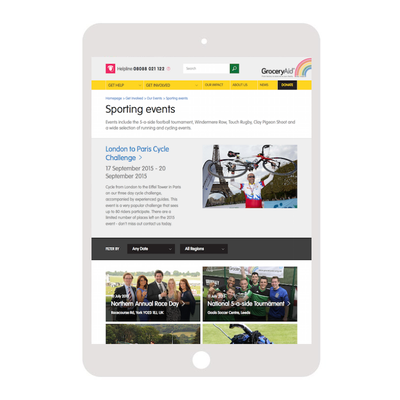 Helpline 08088 021 122
Search
GroceryAid
GET HELP
GET INVOLVED
OUR IMPACT
ABOUT US
NEWS
DONATE
Homepage > Get Involved > Our Events > Sporting events
Sporting events
Events include the 5-a-side football tournament, Windermere Row, Touch Rugby, Clay Pigeon Shoot and
a wide selection of running and cycling events.
London to Paris Cycle
Challenge >
17 September 2015 - 20
September 2015
Cycle from London to the Eiffel Tower in Paris
on our three day cycle challenge,
accompanied by experienced guides. This
event is a very popular challenge that sees
up to 80 riders participate. There are a
limited number of places left on the 2015
event - don't miss out contact us today.
FILTER BY
Any Date
All Regions
July 2015
Northern Annual Race Day >
Racecourse Rd, York YO23 1EJ, UK
July 2015
National 5-a-side Tournament >
Goals Soccer Centre, Leeds